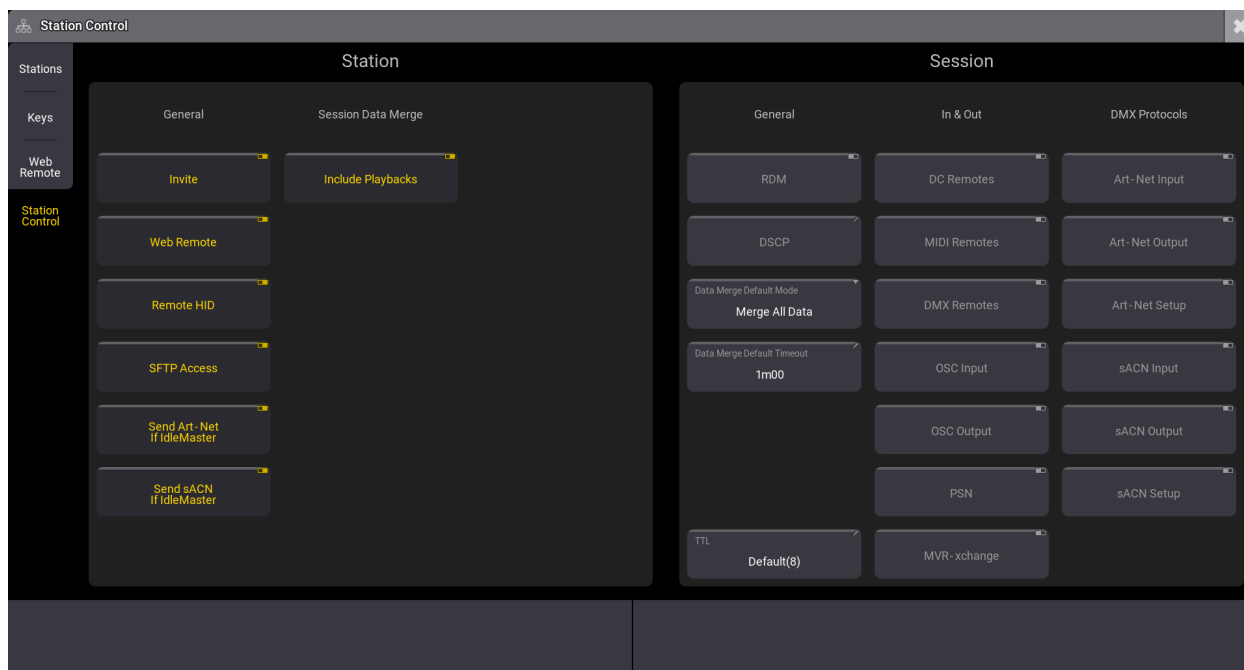 Station Control
Stations
Keys
Web
Remote
Station
Control
Station
General
Session Data Merge
Invite
Include Playbacks
Web Remote
Remote HID
SFTP Access
Send Art-Net
If IdleMaster
Send sACN
If IdleMaster
Session
General
In & Out
DMX Protocols
RDM
DC Remotes
Art-Net Input
DSCP
MIDI Remotes
Art-Net Output
Data Merge Default Mode
Merge All Data
DMX Remotes
Art-Net Setup
Data Merge Default Timeout
1m00
OSC Input
sACN Input
OSC Output
sACN Output
PSN
sACN Setup
TTL
Default(8)
MVR-xchange